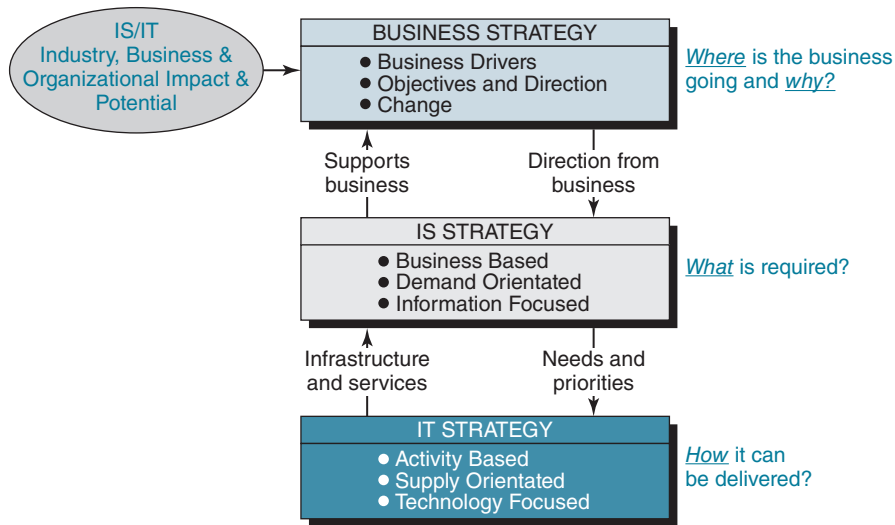 IS/IT
Industry, Business &
Organizational Impact &
Potential
BUSINESS STRATEGY
● Business Drivers
● Objectives and Direction
● Change
Where is the business
going and why?
Supports
business
Direction from
business
IS STRATEGY
● Business Based
● Demand Orientated
● Information Focused
What is required?
Infrastructure
and services
Needs and
priorities
IT STRATEGY
● Activity Based
● Supply Orientated
● Technology Focused
How it can
be delivered?